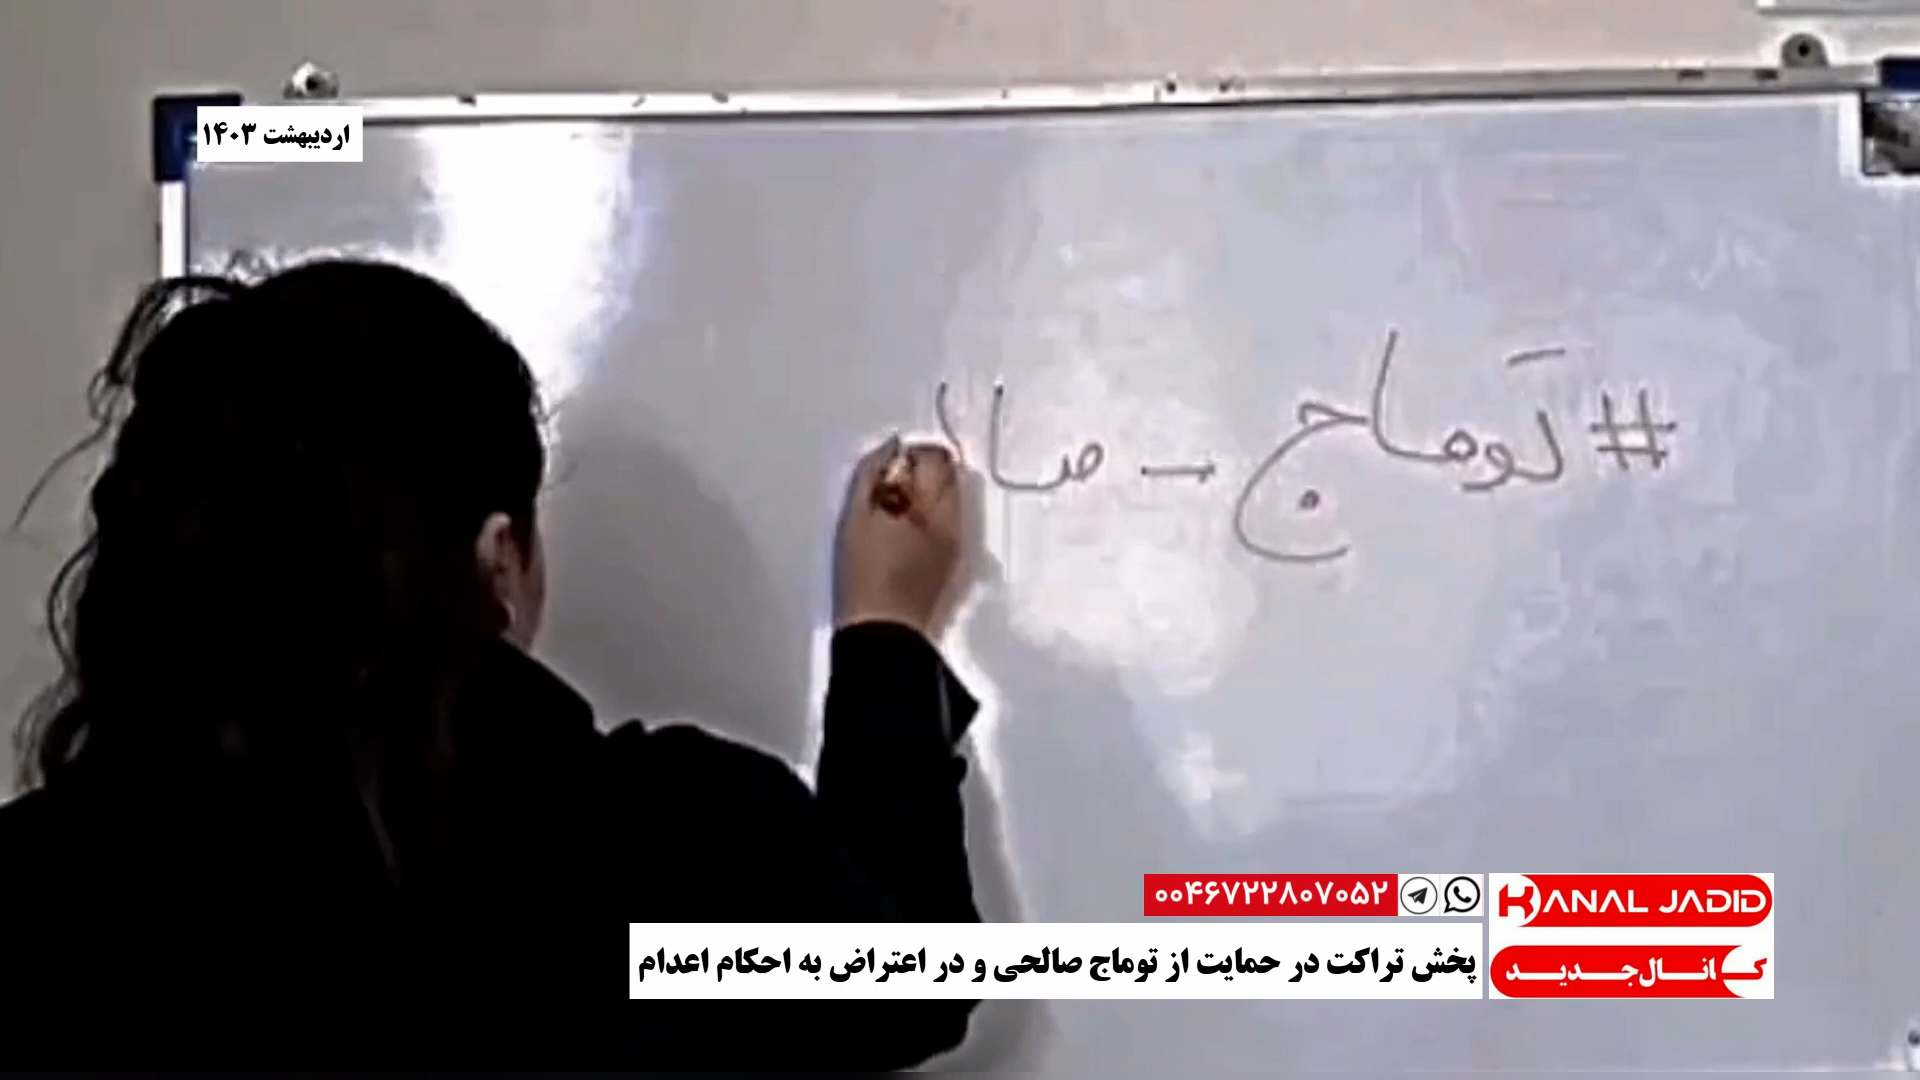 اردیبهشت ۱۴۰۳
#توماج_صا
۰۰۴۶۷۲۲۸۰۷۰۵۲
KANAL JADID
پخش تراکت در حمایت از توماج صالحی و در اعتراض به احکام اعدام
کانال جدید